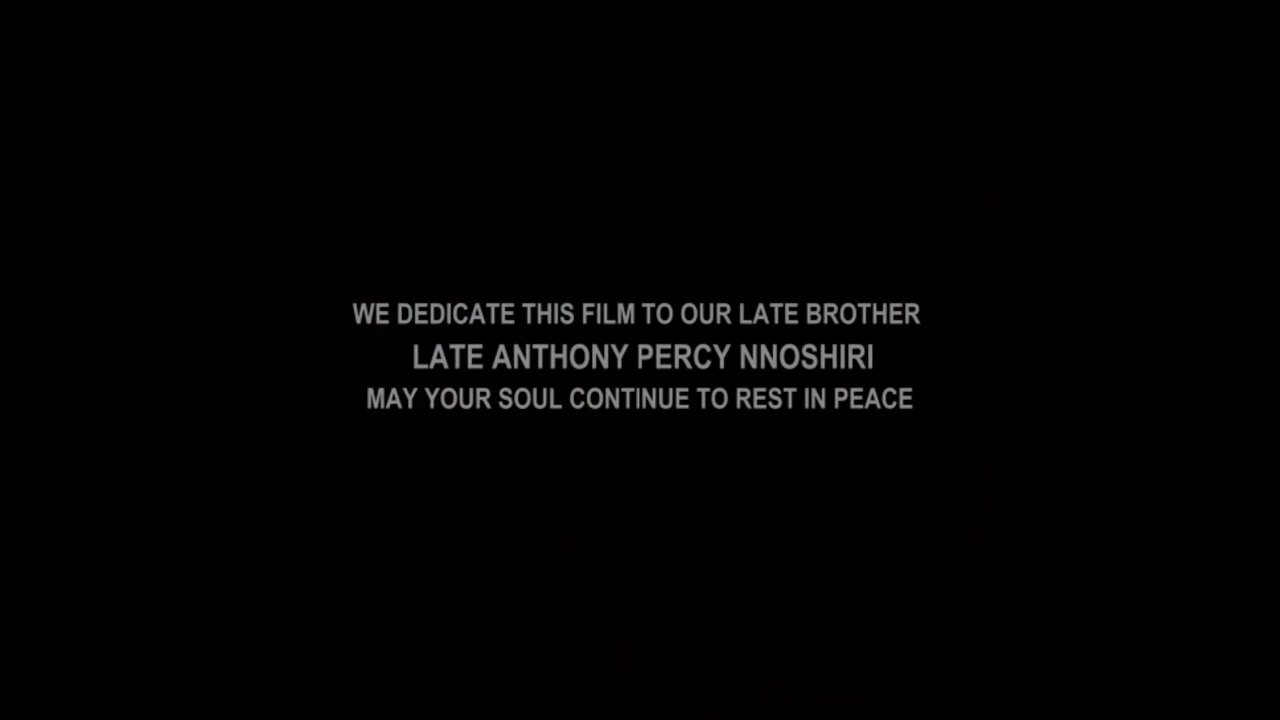 WE DEDICATE THIS FILM TO OUR LATE BROTHER
LATE ANTHONY PERCY NNOSHIRI
MAY YOUR SOUL CONTINUE TO REST IN PEACE